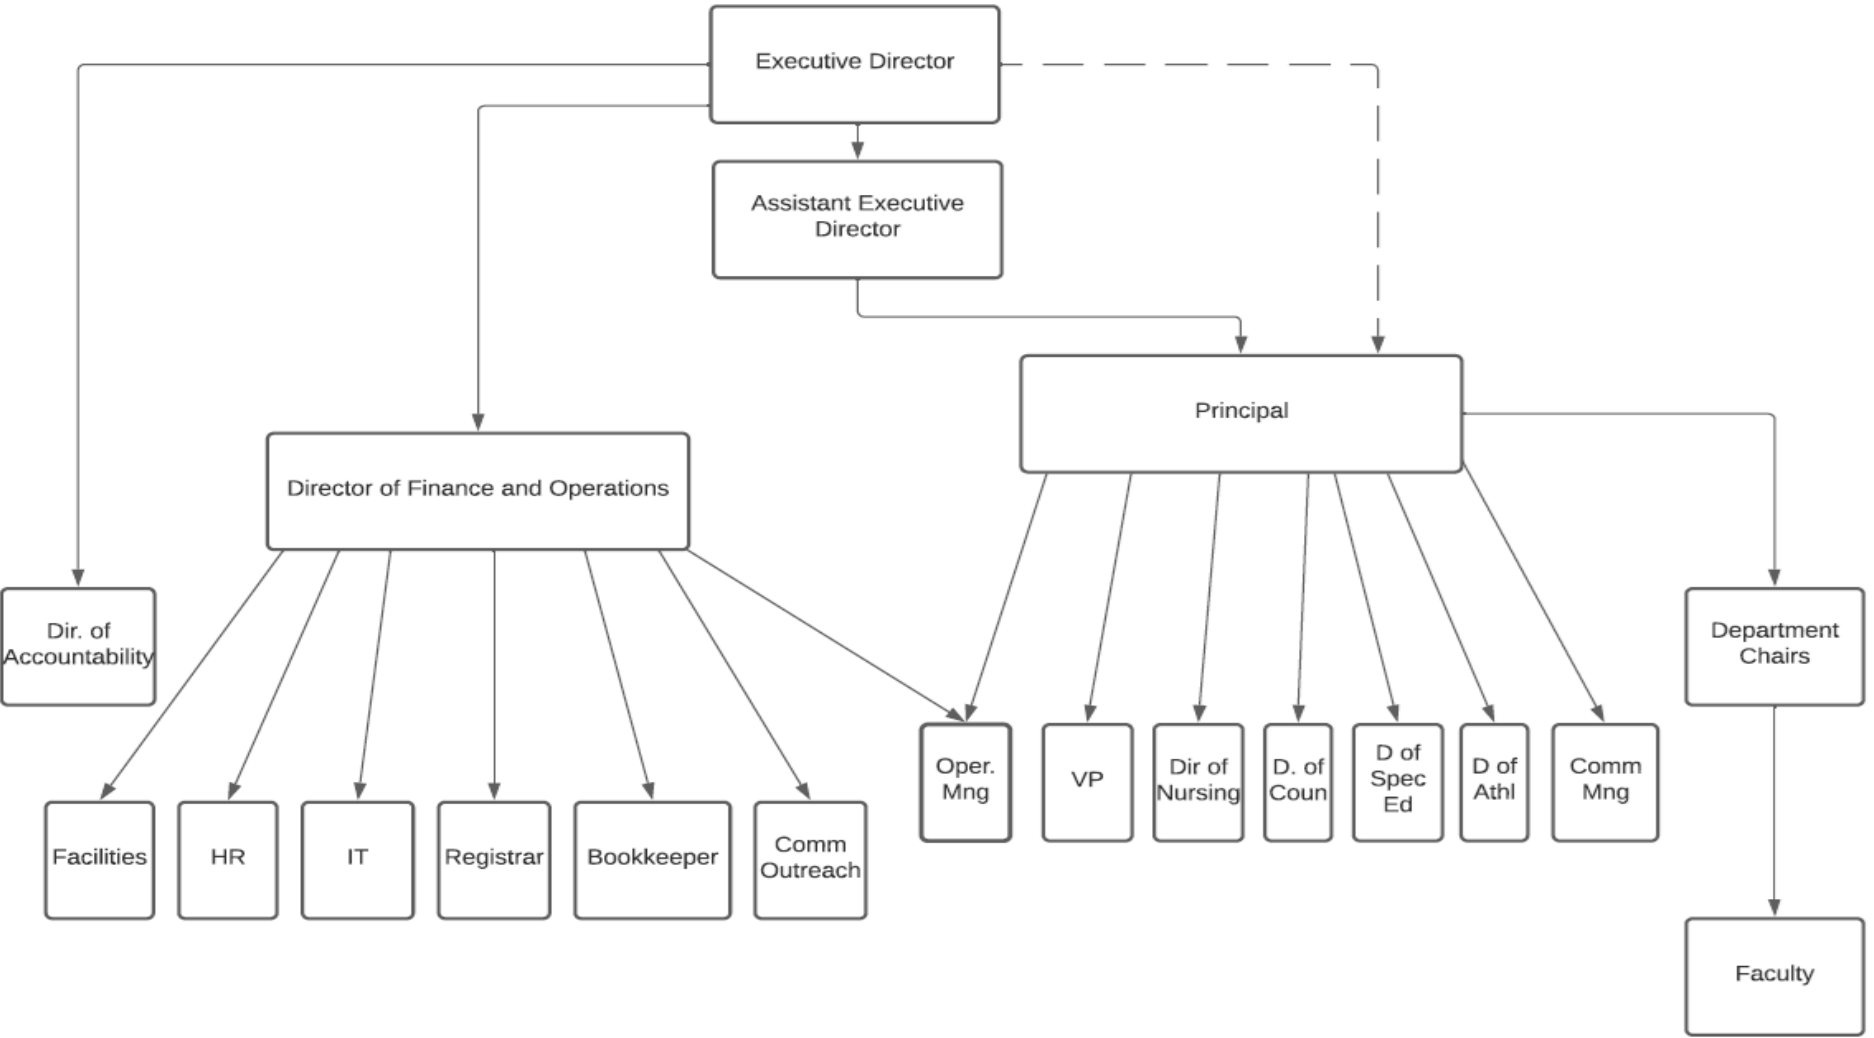 Executive Director
Assistant Executive
Director
Principal
Director of Finance and Operations
Dir. of
Accountability
Department
Chairs
Oper.
Mng
VP
Dir of
Nursing
D. of
Coun
D of
Spec
Ed
D of
Athl
Comm
Mng
Facilities
HR
IT
Registrar
Bookkeeper
Comm
Outreach
Faculty